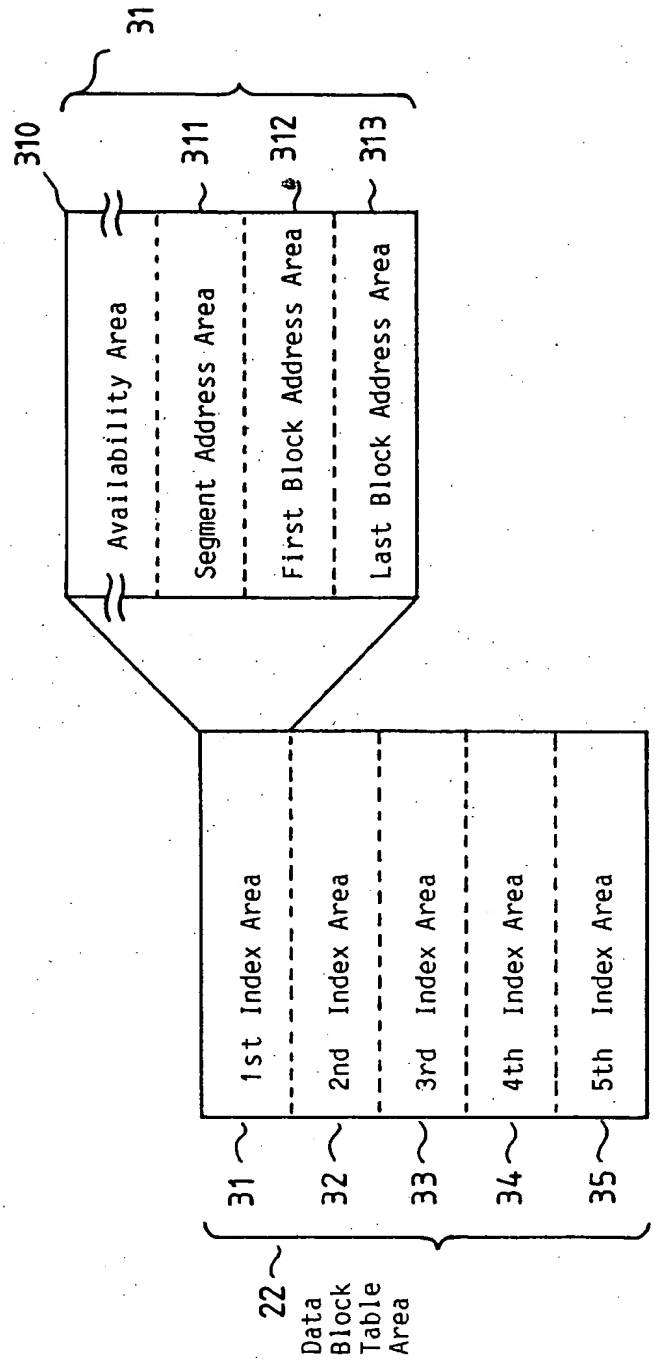 22
Data
Block
Table
Area
31
1st Index Area
32
2nd Index Area
33
3rd Index Area
34
4th Index Area
35
5th Index Area
310
Availability Area
31
311
Segment Address Area
312
First Block Address Area
313
Last Block Address Area